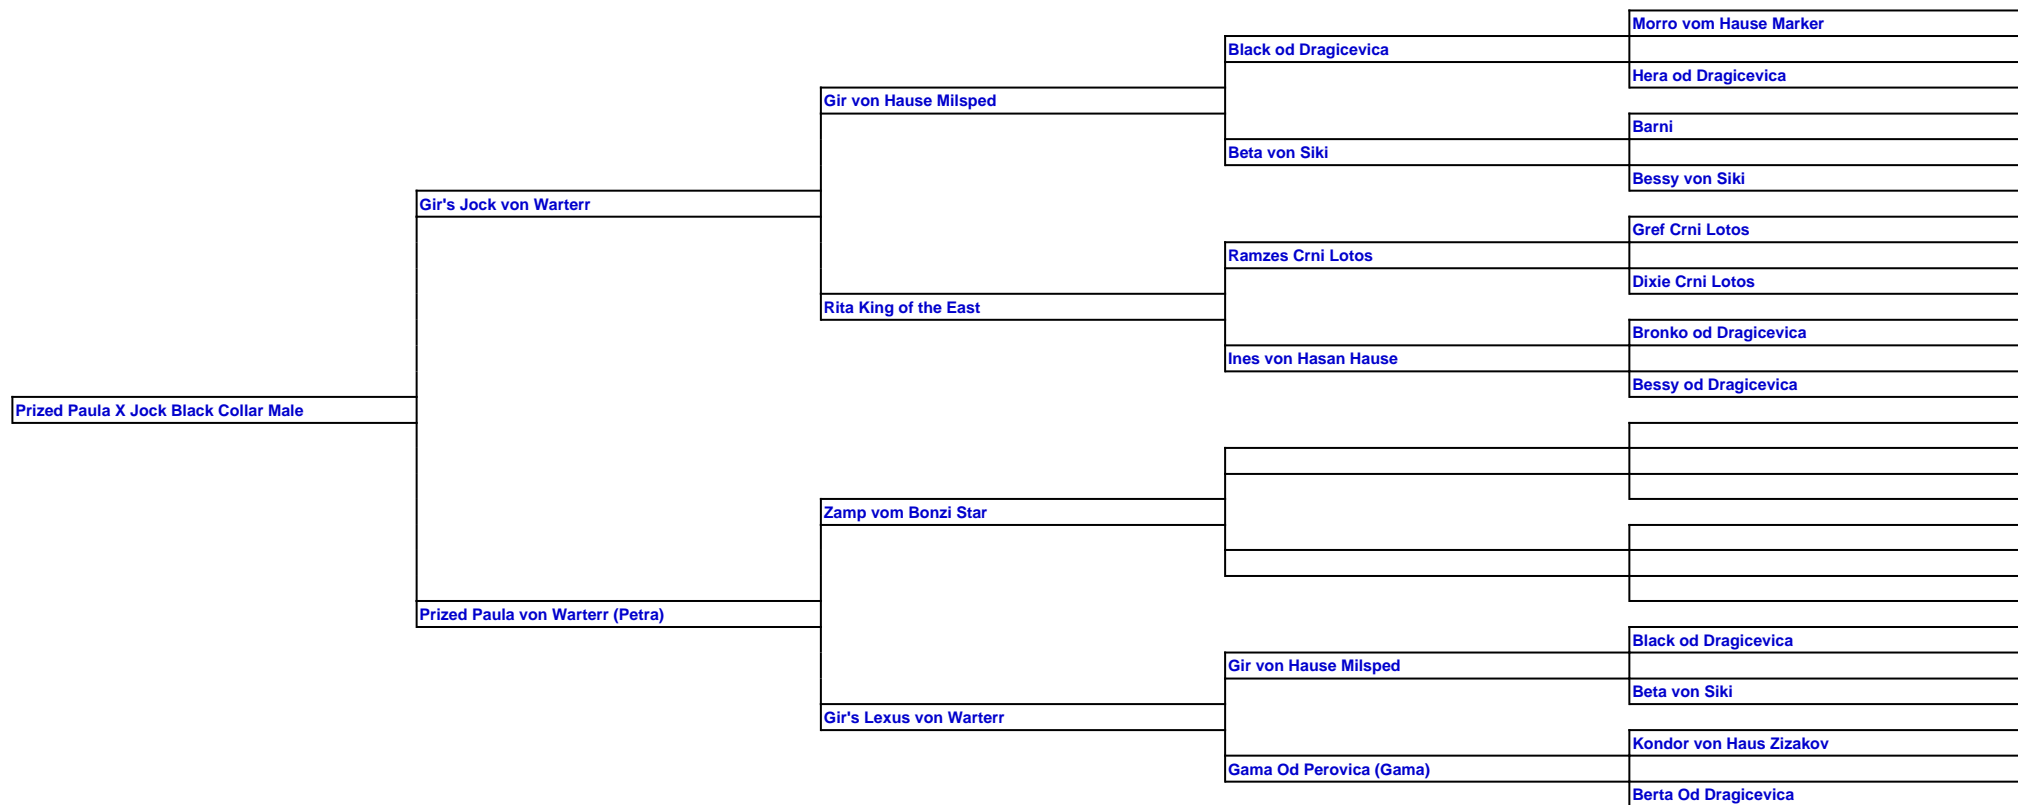 Morro vom Hause Marker
Black od Dragicevica
Hera od Dragicevica
Gir von Hause Milsped
Barni
Beta von Siki
Bessy von Siki
Gir's Jock von Warterr
Gref Crni Lotos
Ramzes Crni Lotos
Dixie Crni Lotos
Rita King of the East
Bronko od Dragicevica
Ines von Hasan Hause
Bessy od Dragicevica
Prized Paula X Jock Black Collar Male
Zamp vom Bonzi Star
Prized Paula von Warterr (Petra)
Black od Dragicevica
Gir von Hause Milsped
Beta von Siki
Gir's Lexus von Warterr
Kondor von Haus Zizakov
Gama Od Perovica (Gama)
Berta Od Dragicevica